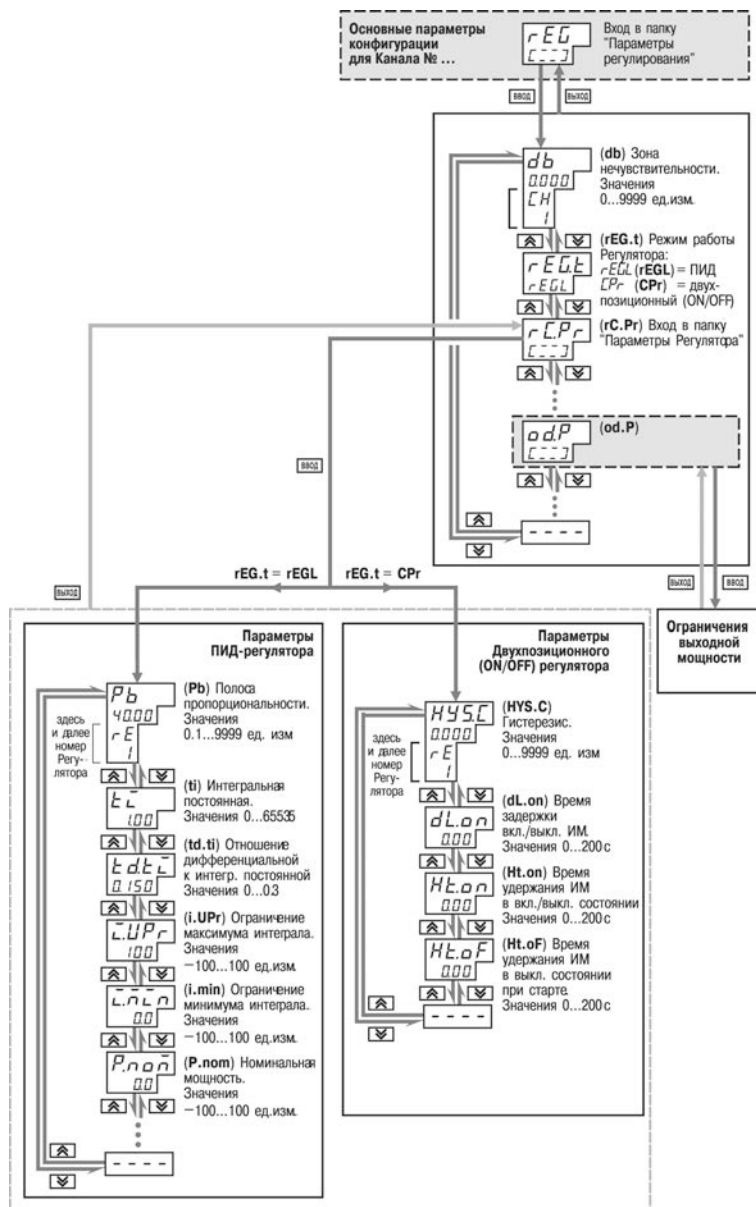 Основные параметры
конфигурации
для Канала № ...
rEG
[---]
Вход в папку
"Параметры
регулирования"
ВВОД
ВЫХОД
db
0.000
CH
1
(db) Зона
нечувствительности.
Значения
0...9999 ед.изм.
rEG.t
rEGL
(rEG.t) Режим работы
Регулятора:
rEGL (rEGL) = ПИД
CPr (CPr) = двух-
позиционный (ON/OFF)
rC.Pr
[---]
(rC.Pr) Вход в папку
"Параметры Регулятора"
od.P
[---]
(od.P)
- - - -
ВВОД
rEG.t = rEGL
rEG.t = CPr
ВЫХОД
ВЫХОД
ВВОД
Ограничения
выходной
мощности
Параметры
ПИД-регулятора
Pb
40.00
rE
1
здесь
и далее
номер
Регу-
лятора
(Pb) Полоса
пропорциональности.
Значения
0.1...9999 ед. изм
ti
1.00
(ti) Интегральная
постоянная.
Значения 0...65535
td.ti
0.150
(td.ti) Отношение
дифференциальной
к интегр. постоянной
Значения 0...0.3
i.UPr
100
(i.UPr) Ограничение
максимума интеграла.
Значения
−100...100 ед.изм.
i.min
0.0
(i.min) Ограничение
минимума интеграла.
Значения
−100...100 ед.изм.
P.nom
0.0
(P.nom) Номинальная
мощность.
Значения
−100...100 ед.изм.
- - - -
Параметры
Двухпозиционного
(ON/OFF) регулятора
HYS.C
0.000
rE
1
здесь
и далее
номер
Регу-
лятора
(HYS.C)
Гистерезис.
Значения
0...9999 ед. изм
dL.on
0.00
(dL.on) Время
задержки
вкл./выкл. ИМ.
Значения 0...200 с
Ht.on
0.00
(Ht.on) Время
удержания ИМ
в вкл./выкл. состоянии
Значения 0...200 с
Ht.oF
0.00
(Ht.oF) Время
удержания ИМ
в выкл. состоянии
при старте.
Значения 0...200 с
- - - -